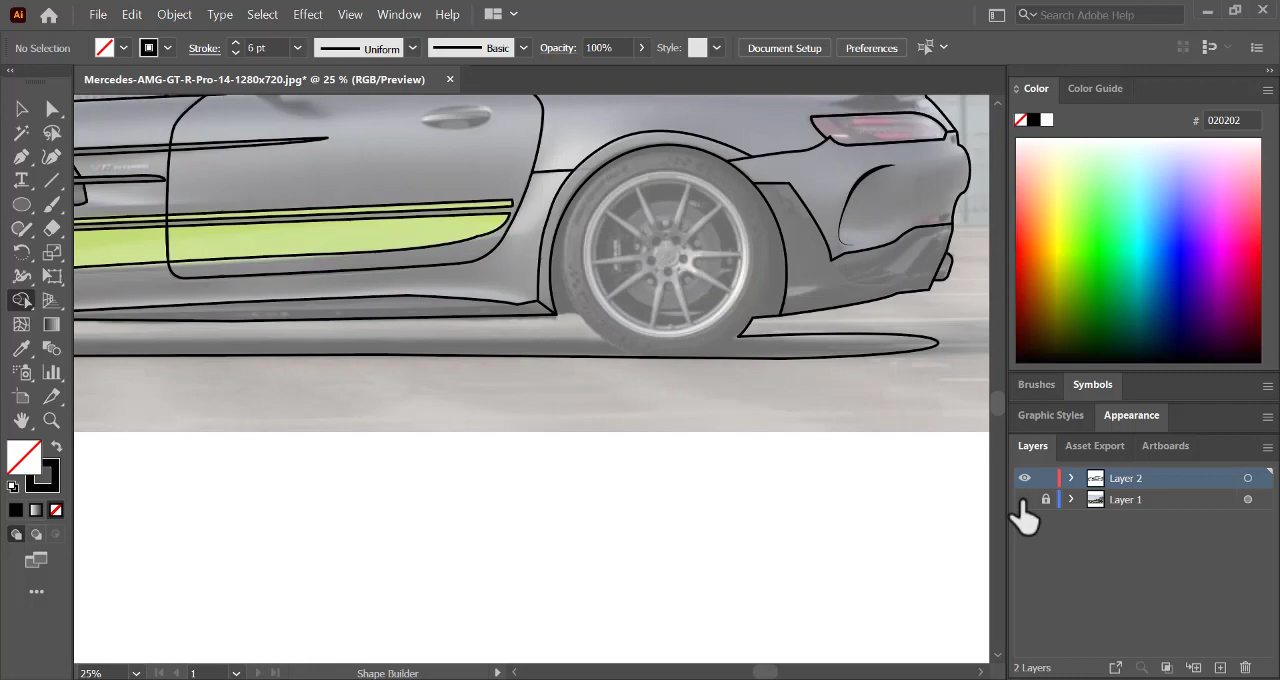 Ai File Edit Object Type Select Effect View Window Help Search Adobe Help
No Selection Stroke: 6 pt Uniform Basic Opacity: 100% Style: Document Setup Preferences
Mercedes-AMG-GT-R-Pro-14-1280x720.jpg* @ 25 % (RGB/Preview)
Color Color Guide
# 020202
Brushes Symbols
Graphic Styles Appearance
Layers Asset Export Artboards
Layer 2
Layer 1
2 Layers
25% 1 Shape Builder